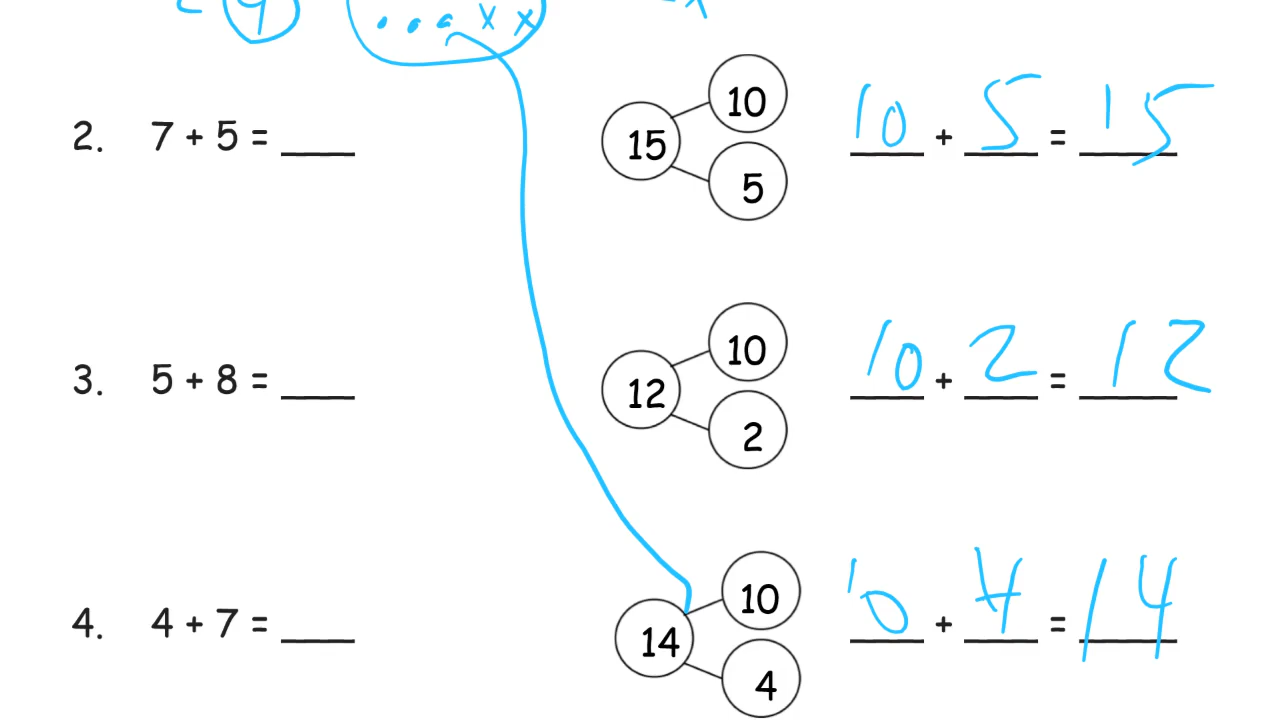 2. 7 + 5 = ____ 15 10 5 10 + 5 = 15
3. 5 + 8 = ____ 12 10 2 10 + 2 = 12
4. 4 + 7 = ____ 14 10 4 10 + 4 = 14